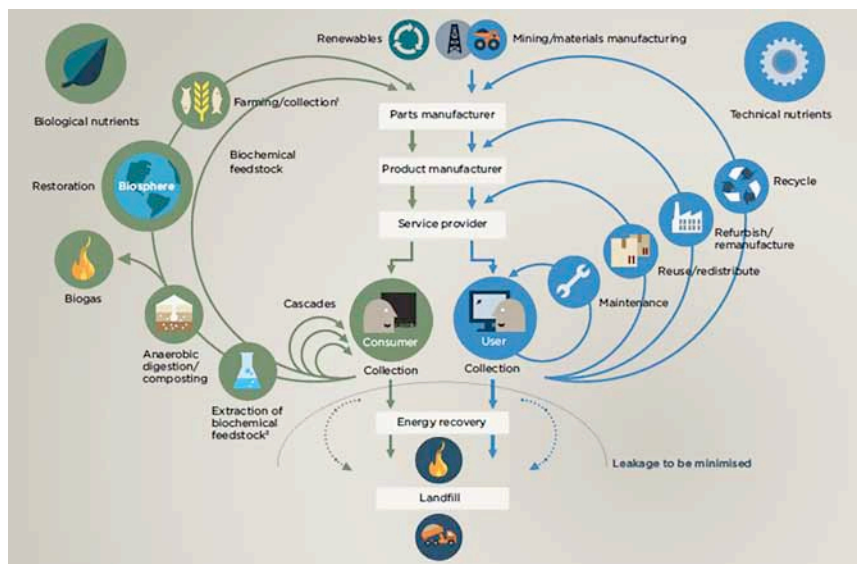 Renewables
Mining/materials manufacturing
Biological nutrients
Farming/collection¹
Parts manufacturer
Technical nutrients
Biochemical
feedstock
Product manufacturer
Restoration
Biosphere
Recycle
Service provider
Refurbish/
remanufacture
Biogas
Reuse/redistribute
Cascades
Maintenance
Anaerobic
digestion/
composting
Consumer
User
Collection
Collection
Extraction of
biochemical
feedstock²
Energy recovery
Leakage to be minimised
Landfill